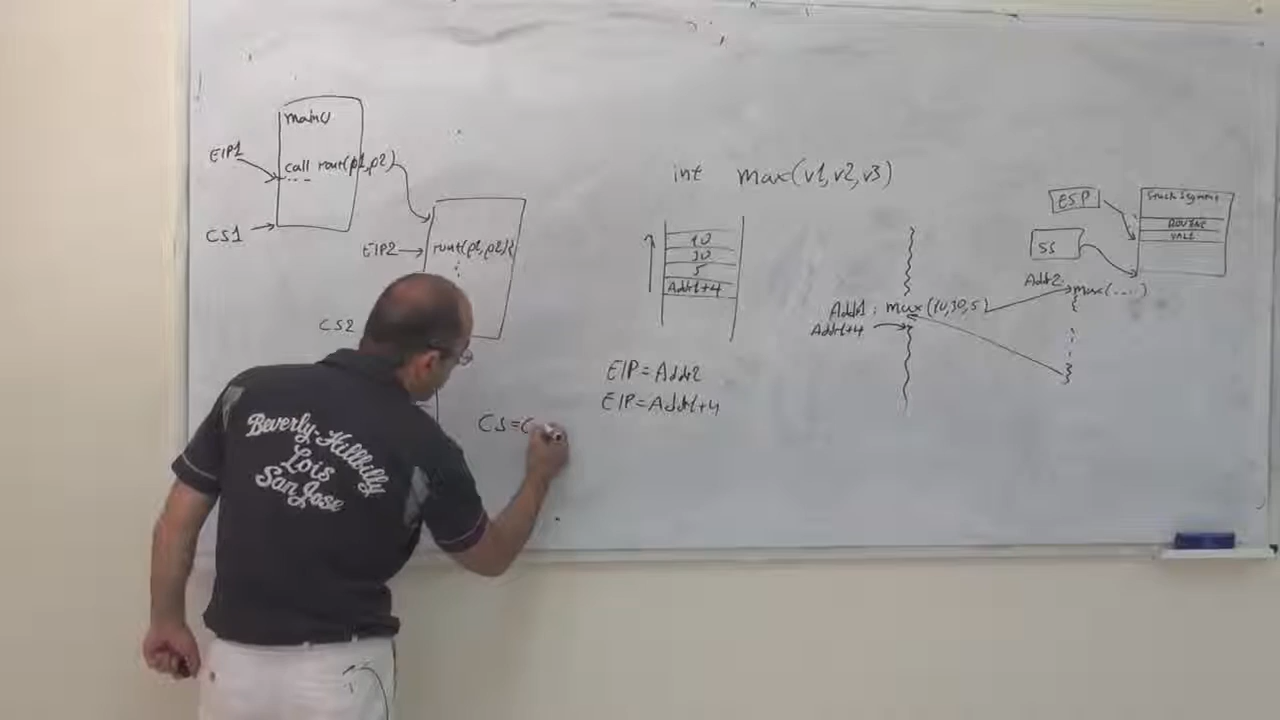 main()
EIP1
call rout(p1,p2)
CS1
EIP2
rout(p1,p2){
CS2
CS=C
int max(v1,v2,v3)
10
30
5
Addr1+4
EIP=Addr2
EIP=Addr1+4
Addr1: max(10,30,5)
Addr1+4
ESP
SS
Stack Segment
Addr2:
max(....)
{
}
Beverly-Hillbilly
Lois
San Jose